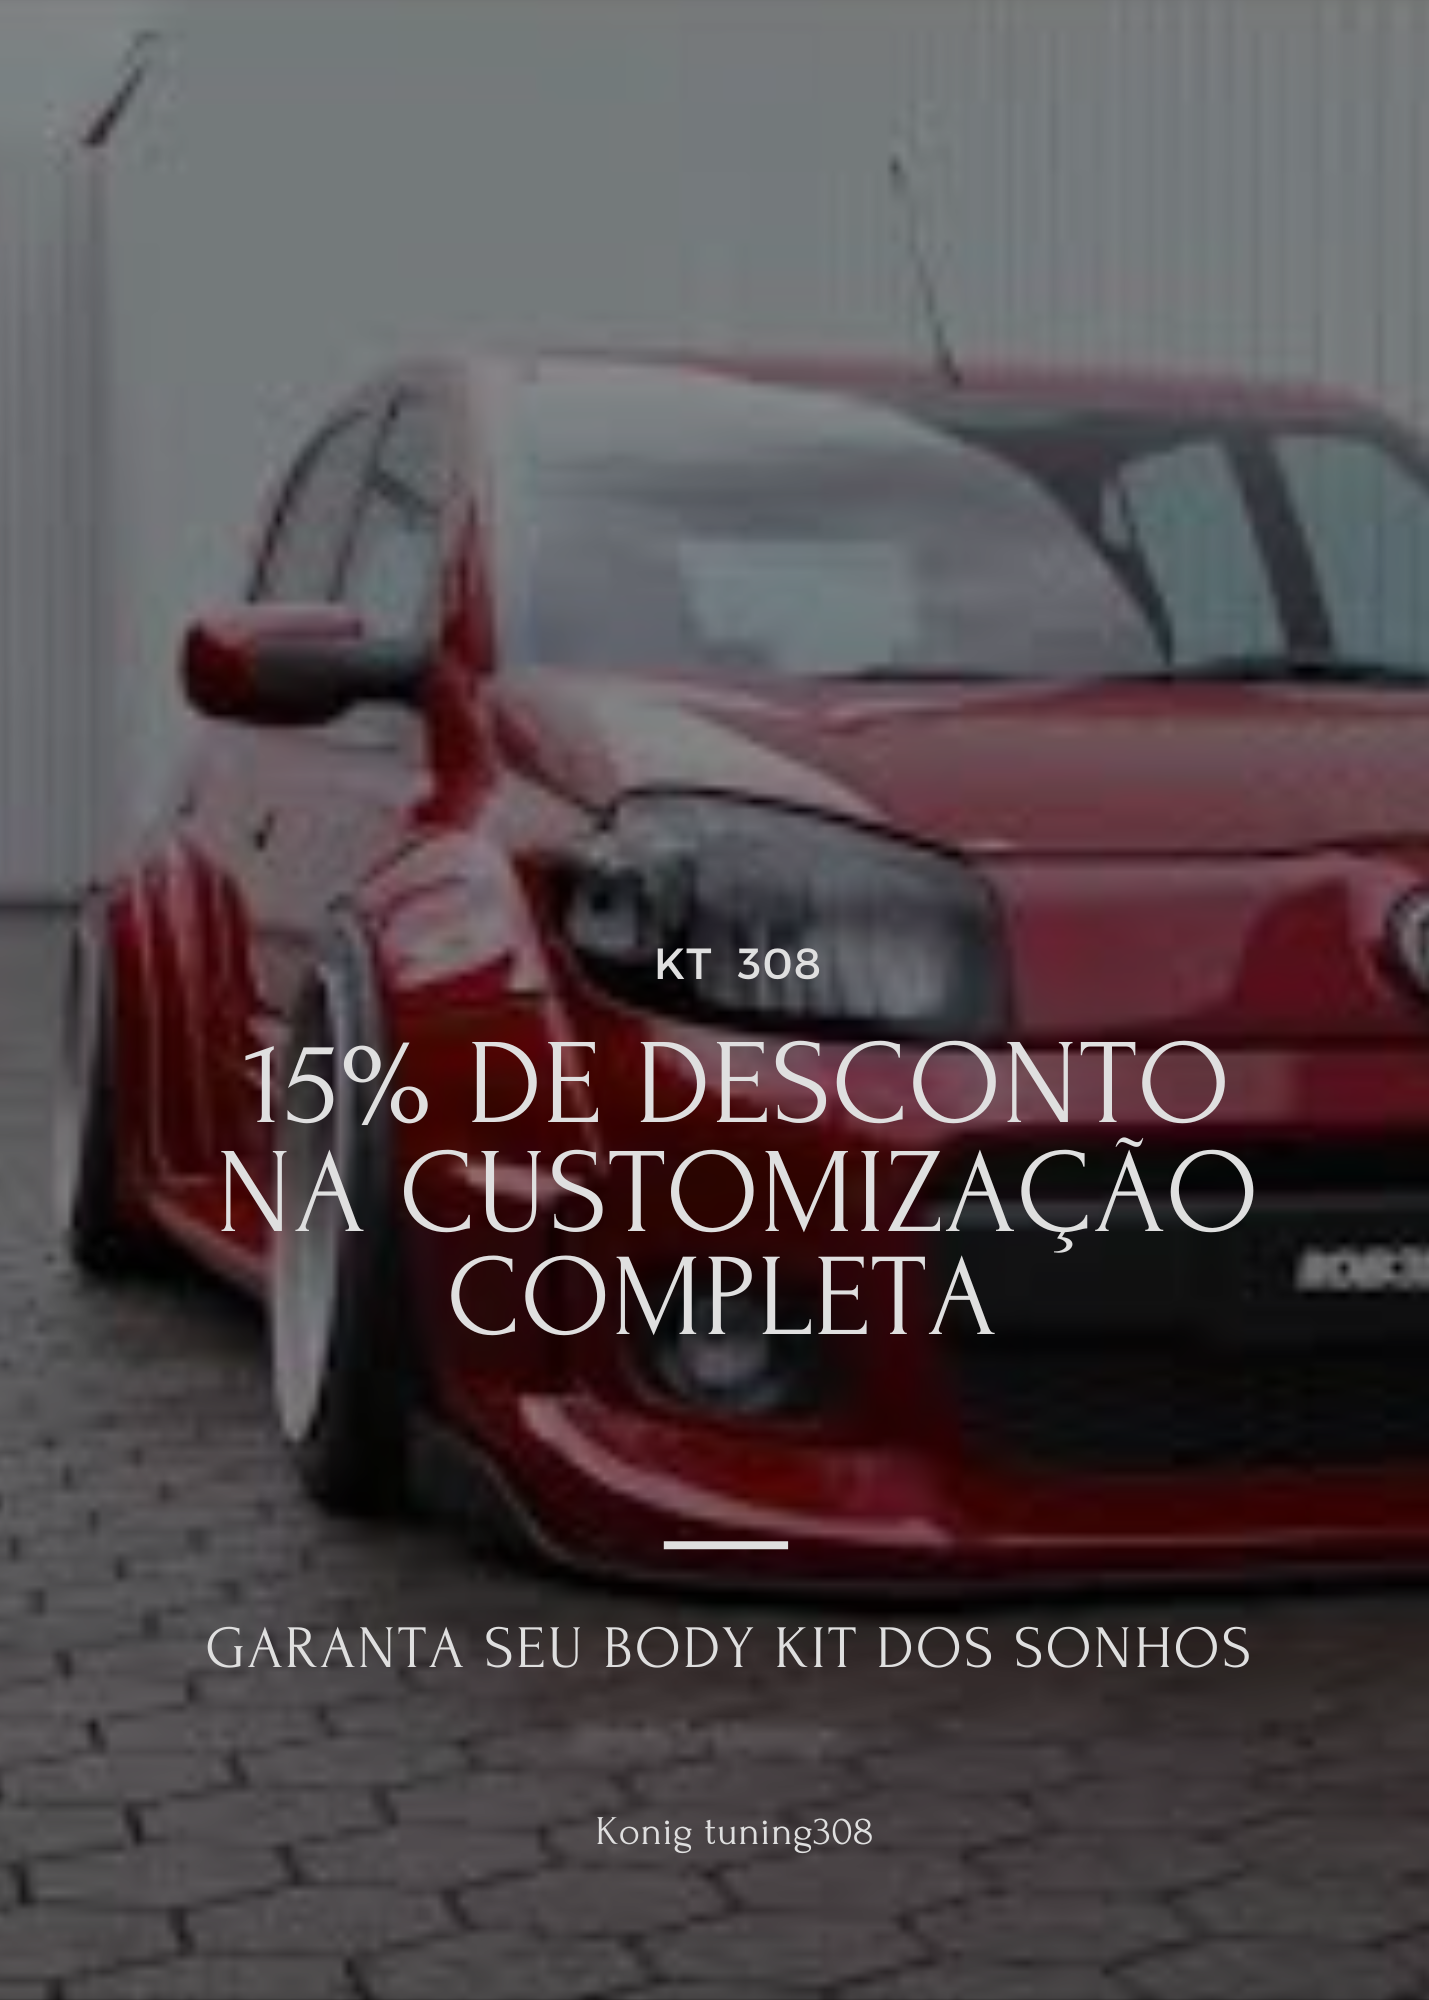 KT 308
15% DE DESCONTO
NA CUSTOMIZAÇÃO
COMPLETA
GARANTA SEU BODY KIT DOS SONHOS
Konig tuning308